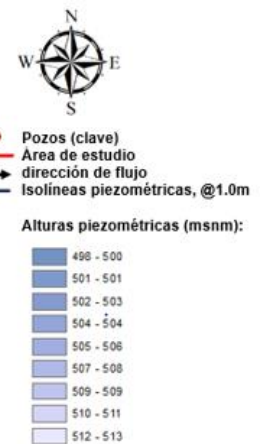 N
W E
S
Pozos (clave)
Área de estudio
dirección de flujo
Isolíneas piezométricas, @1.0m
Alturas piezométricas (msnm):
498 - 500
501 - 501
502 - 503
504 - 504
505 - 506
507 - 508
509 - 509
510 - 511
512 - 513